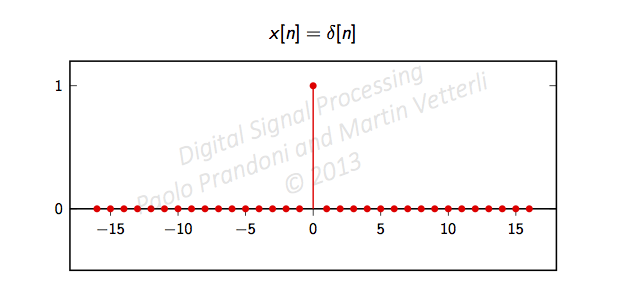 x[n] = δ[n]
1
Digital Signal Processing
Paolo Prandoni and Martin Vetterli
© 2013
0
−15 −10 −5 0 5 10 15